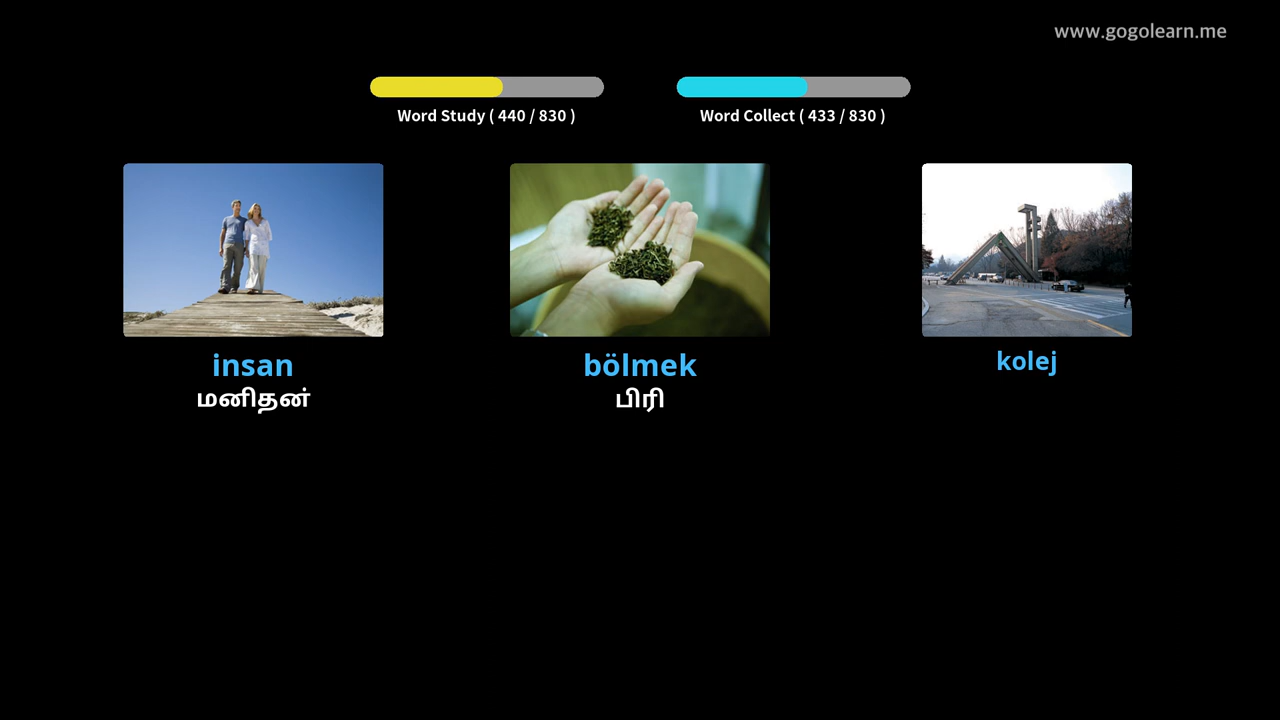 www.gogolearn.me
Word Study ( 440 / 830 )
Word Collect ( 433 / 830 )
insan
மனிதன்
bölmek
பிரி
kolej